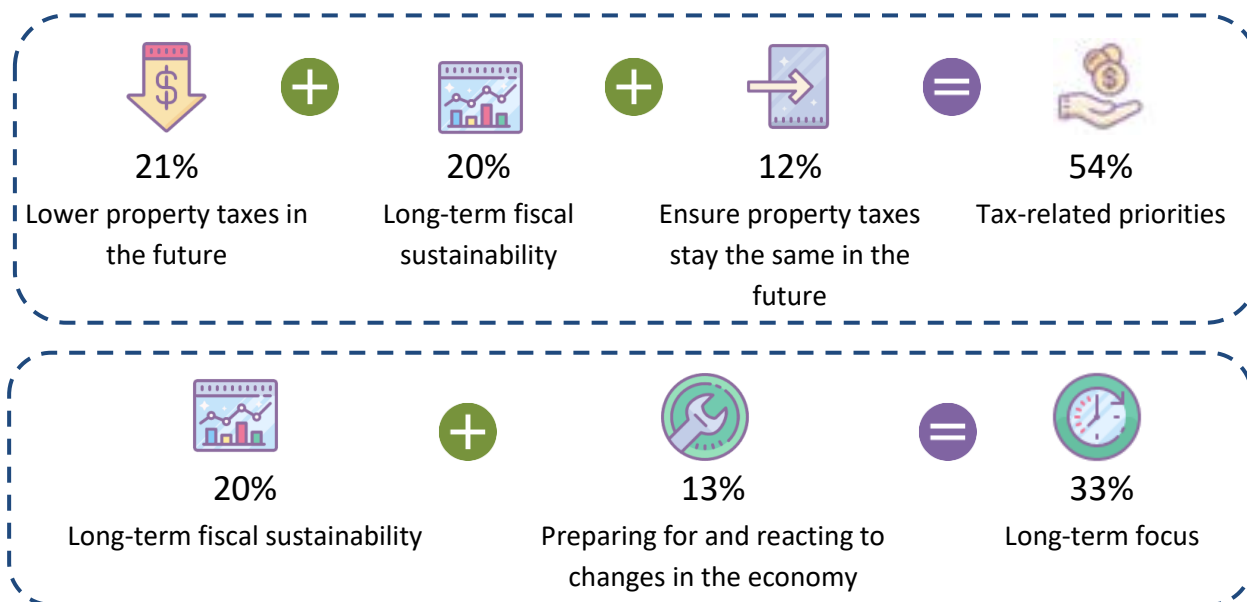 21%
Lower property taxes in
the future
20%
Long-term fiscal
sustainability
12%
Ensure property taxes
stay the same in the
future
54%
Tax-related priorities
20%
Long-term fiscal sustainability
13%
Preparing for and reacting to
changes in the economy
33%
Long-term focus